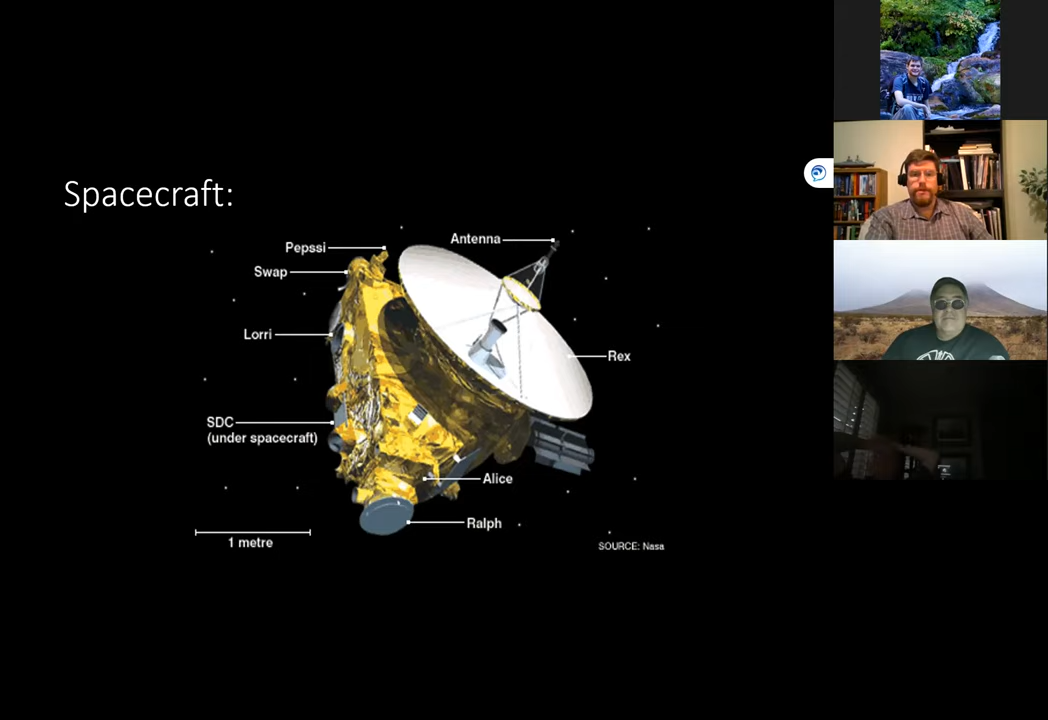 Spacecraft:
Antenna
Pepssi
Swap
Lorri
Rex
SDC
(under spacecraft)
Alice
Ralph
1 metre
SOURCE: Nasa